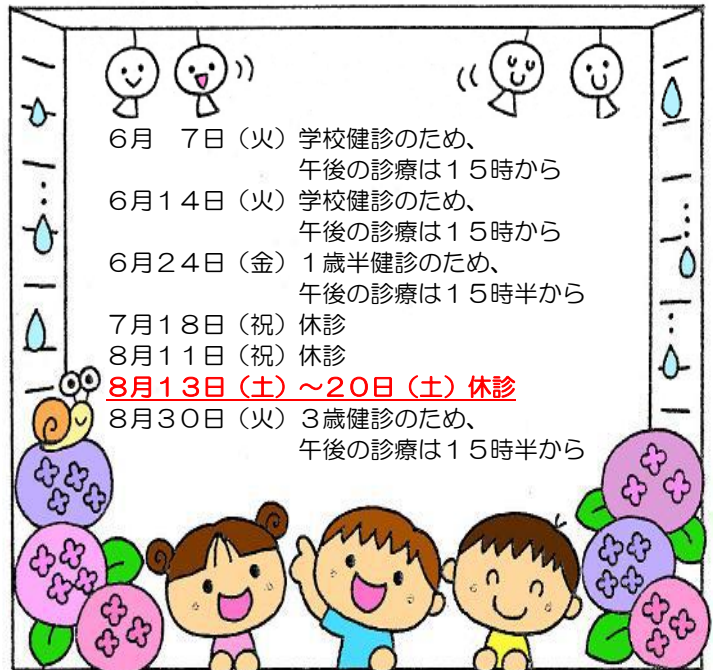 ６月　７日（火）学校健診のため、
午後の診療は１５時から
６月１４日（火）学校健診のため、
午後の診療は１５時から
６月２４日（金）１歳半健診のため、
午後の診療は１５時半から
７月１８日（祝）休診
８月１１日（祝）休診
８月１３日（土）～２０日（土）休診
８月３０日（火）３歳健診のため、
午後の診療は１５時半から